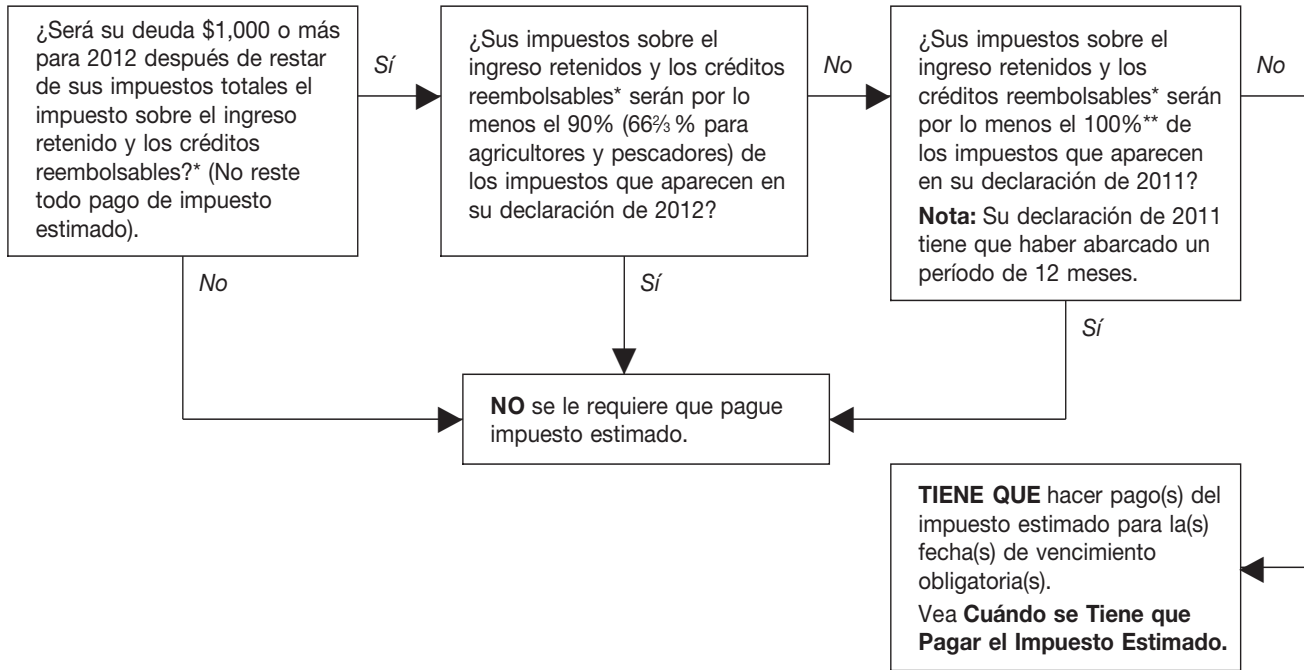 ¿Será su deuda $1,000 o más
para 2012 después de restar
de sus impuestos totales el
impuesto sobre el ingreso
retenido y los créditos
reembolsables?* (No reste
todo pago de impuesto
estimado).
Sí
¿Sus impuestos sobre el
ingreso retenidos y los créditos
reembolsables* serán por lo
menos el 90% (66⅔ % para
agricultores y pescadores) de
los impuestos que aparecen en
su declaración de 2012?
No
¿Sus impuestos sobre el
ingreso retenidos y los
créditos reembolsables* serán
por lo menos el 100%** de
los impuestos que aparecen
en su declaración de 2011?
Nota: Su declaración de 2011
tiene que haber abarcado un
período de 12 meses.
No
No
Sí
Sí
NO se le requiere que pague
impuesto estimado.
TIENE QUE hacer pago(s) del
impuesto estimado para la(s)
fecha(s) de vencimiento
obligatoria(s).
Vea Cuándo se Tiene que
Pagar el Impuesto Estimado.